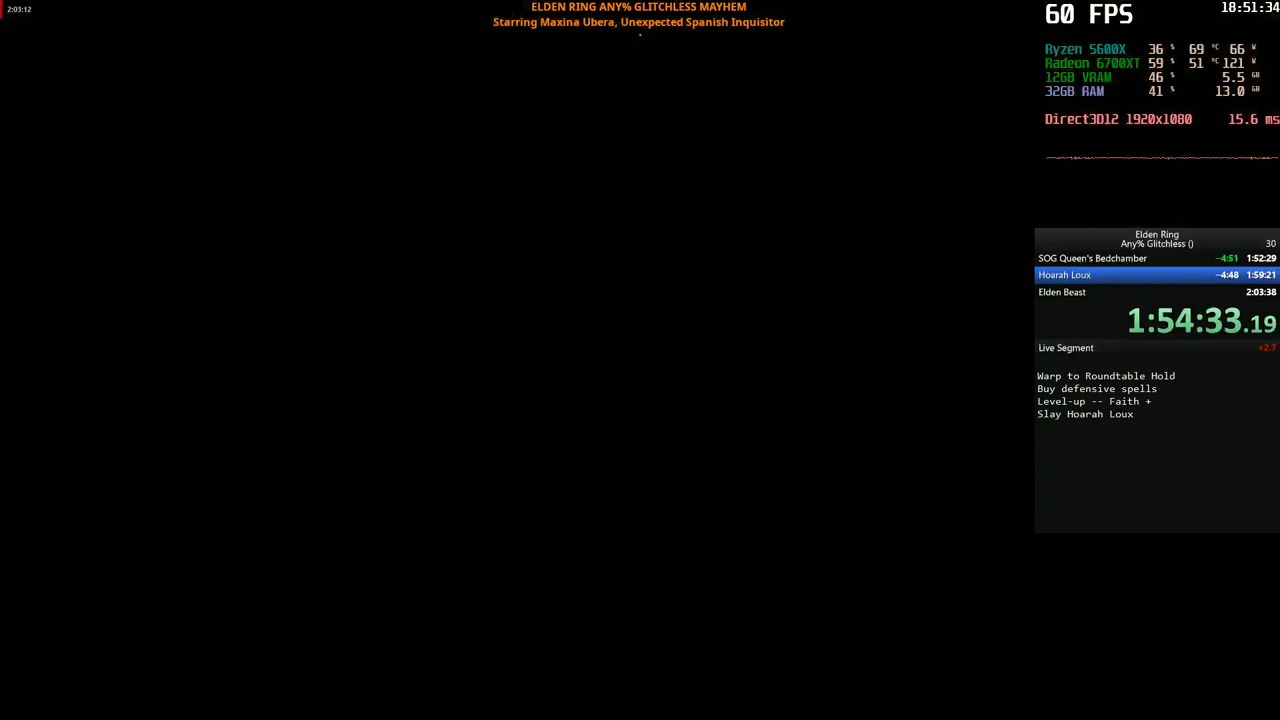 2:03:12
ELDEN RING ANY% GLITCHLESS MAYHEM
Starring Maxina Ubera, Unexpected Spanish Inquisitor
.
60 FPS
18:51:34
Ryzen 5600X 36 % 69 °C 66 W
Radeon 6700XT 59 % 51 °C 121 W
12GB VRAM 46 % 5.5 GB
32GB RAM 41 % 13.0 GB
Direct3D12 1920x1080 15.6 ms
Elden Ring
Any% Glitchless () 30
SOG Queen's Bedchamber −4:51 1:52:29
Hoarah Loux −4:48 1:59:21
Elden Beast 2:03:38
1:54:33.19
Live Segment +2.7
Warp to Roundtable Hold
Buy defensive spells
Level-up -- Faith +
Slay Hoarah Loux